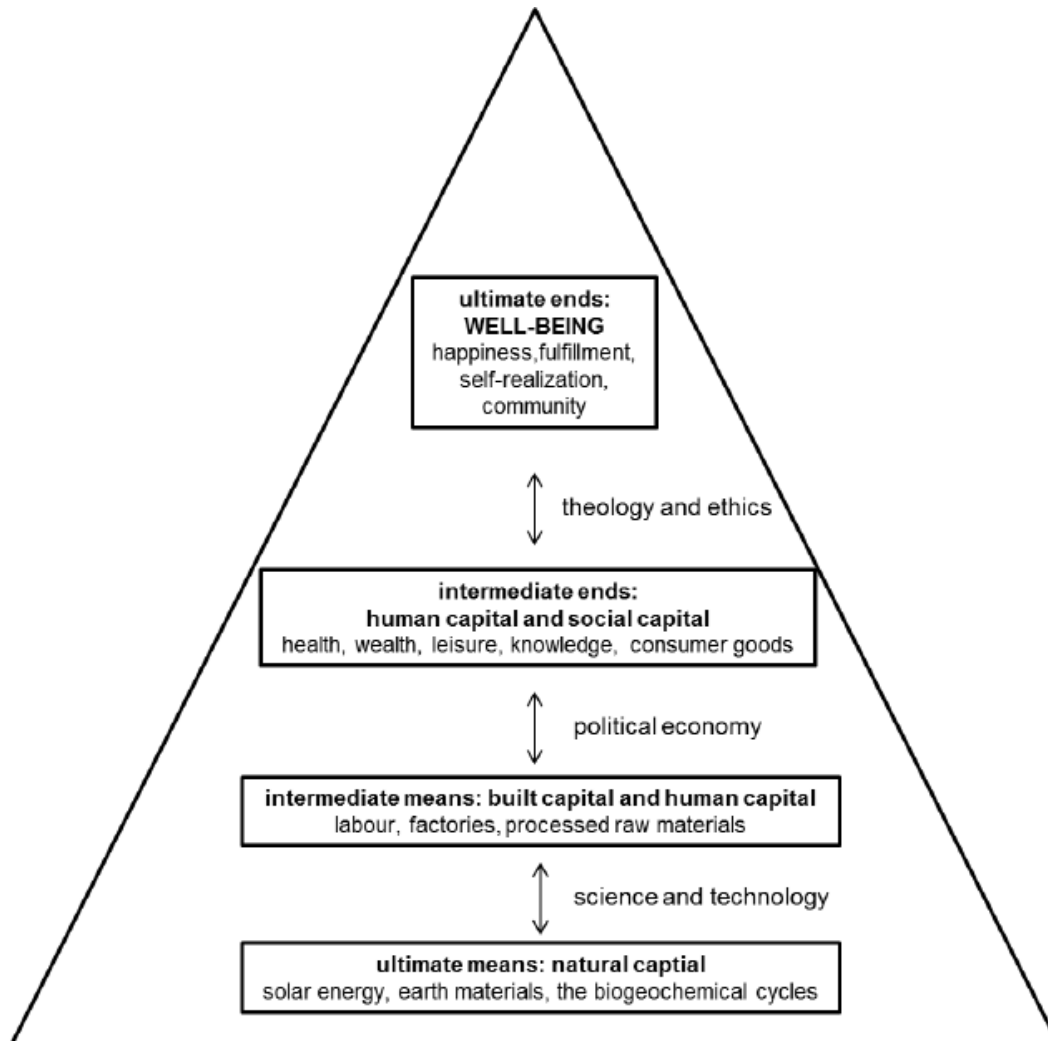 ultimate ends:
WELL-BEING
happiness,fulfillment,
self-realization,
community
theology and ethics
intermediate ends:
human capital and social capital
health, wealth, leisure, knowledge, consumer goods
political economy
intermediate means: built capital and human capital
labour, factories, processed raw materials
science and technology
ultimate means: natural captial
solar energy, earth materials, the biogeochemical cycles